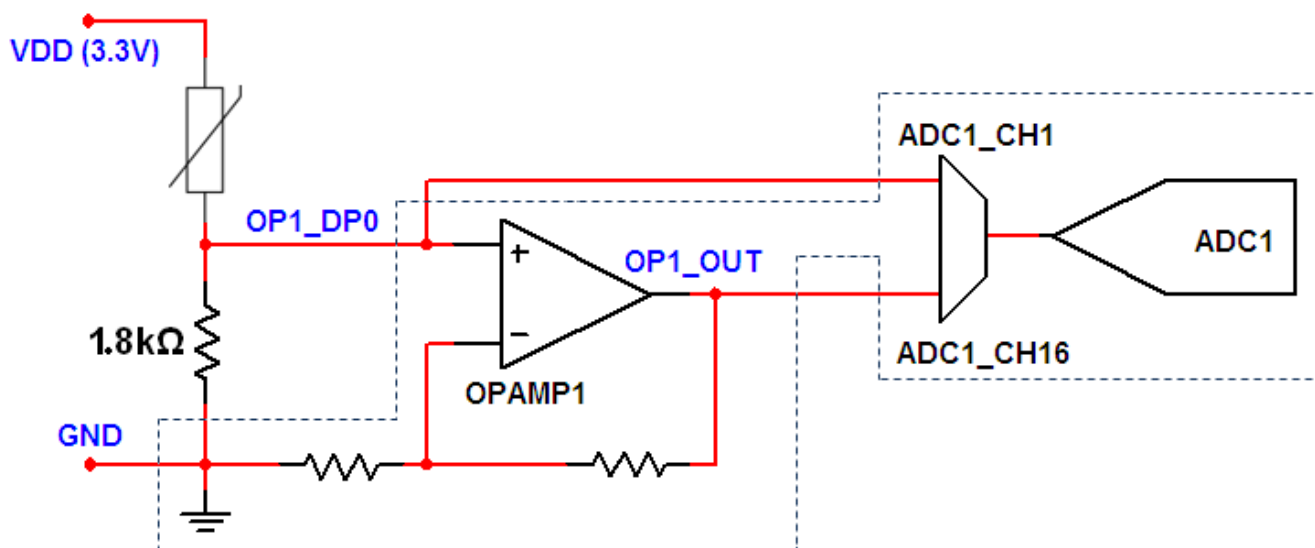 VDD (3.3V)
ADC1_CH1
OP1_DP0
+
OP1_OUT
ADC1
1.8kΩ
−
ADC1_CH16
OPAMP1
GND